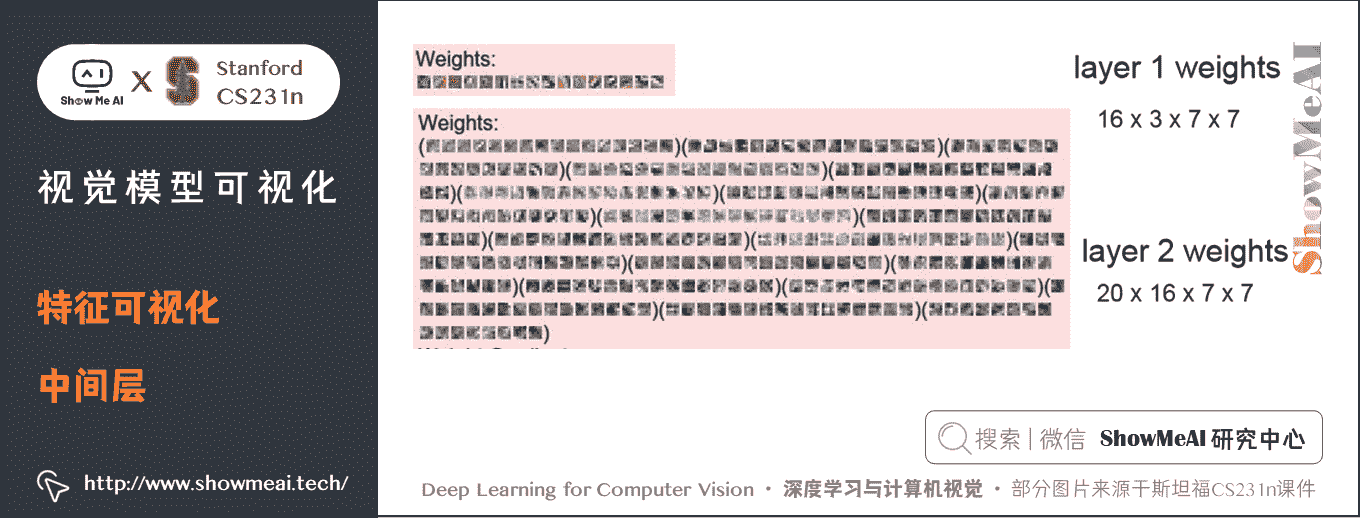 Show Me AI
X
Stanford
CS231n
视觉模型可视化
特征可视化
中间层
http://www.showmeai.tech/
Weights:
Weights:
layer 1 weights
16 x 3 x 7 x 7
layer 2 weights
20 x 16 x 7 x 7
ShowMeAI
搜索 | 微信 ShowMeAI 研究中心
Deep Learning for Computer Vision · 深度学习与计算机视觉 · 部分图片来源于斯坦福CS231n课件